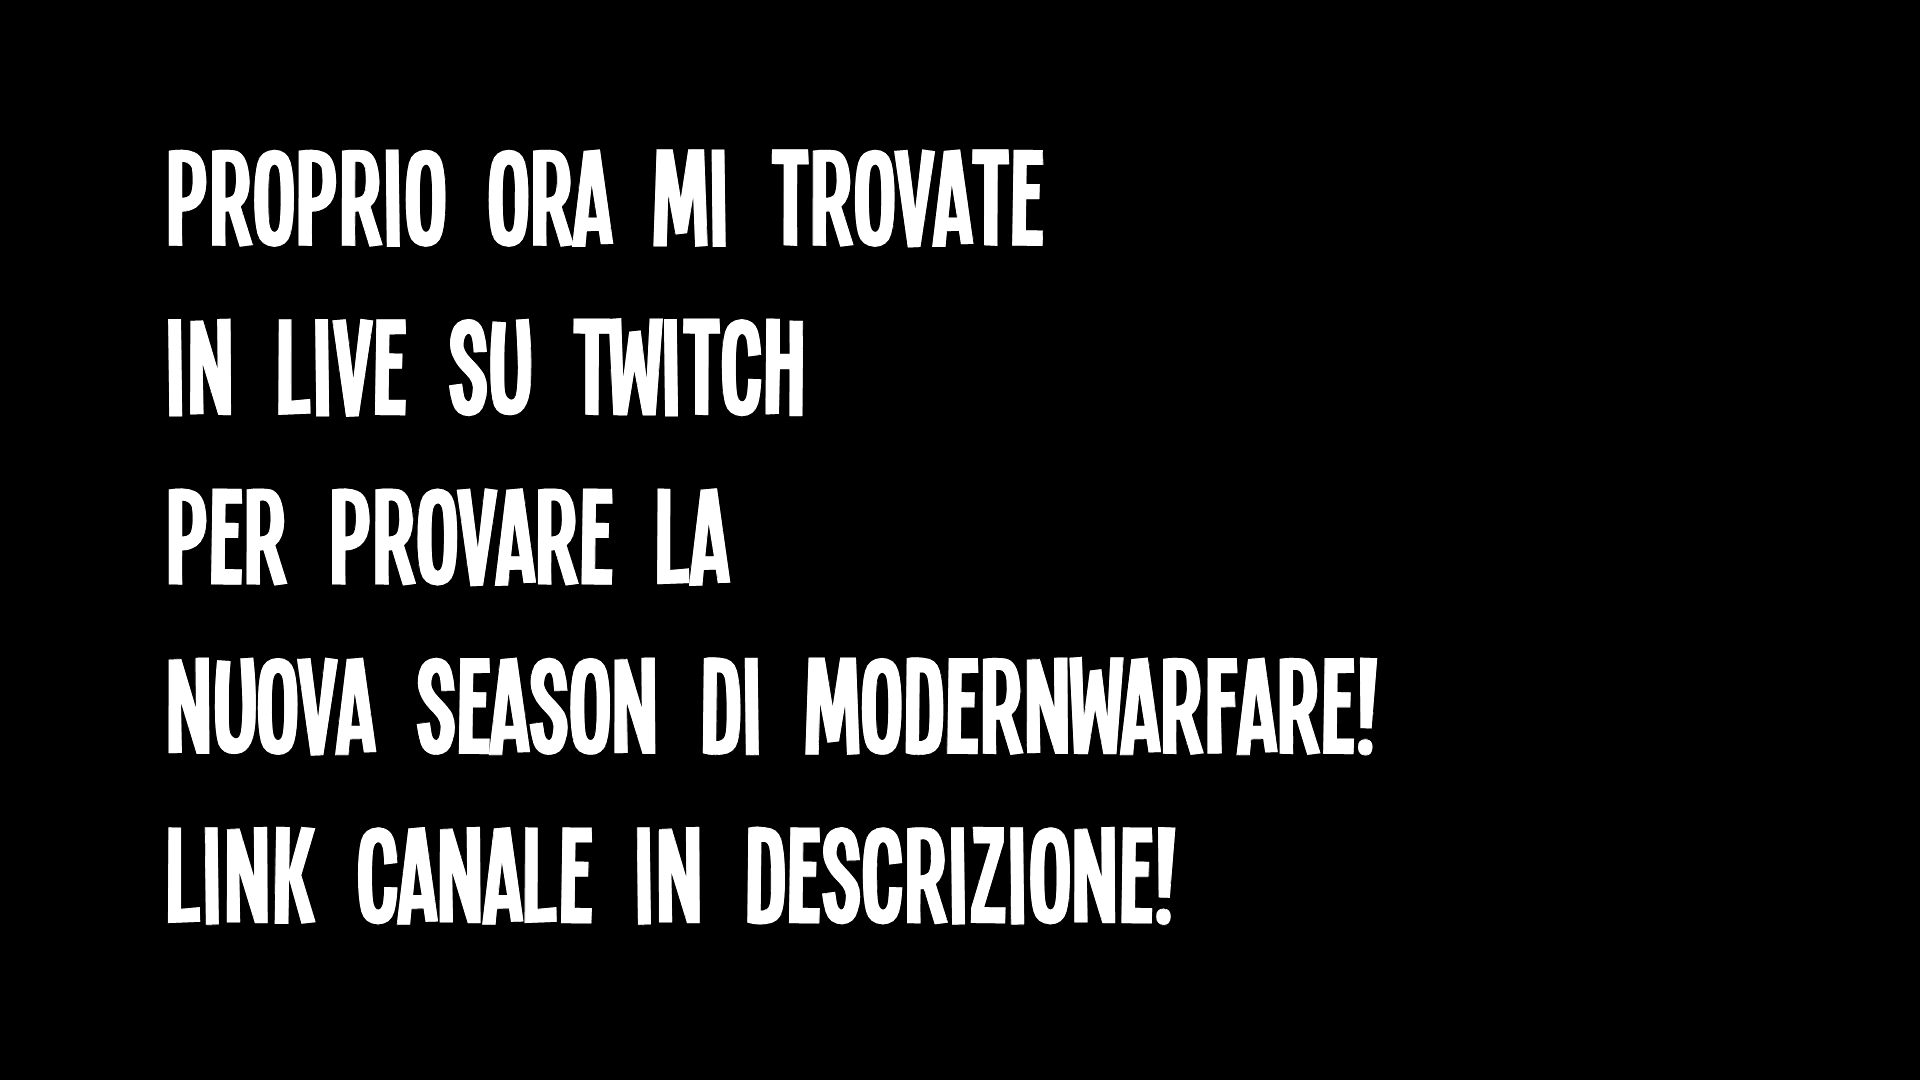 PROPRIO ORA MI TROVATE
IN LIVE SU TWITCH
PER PROVARE LA
NUOVA SEASON DI MODERNWARFARE!
LINK CANALE IN DESCRIZIONE!